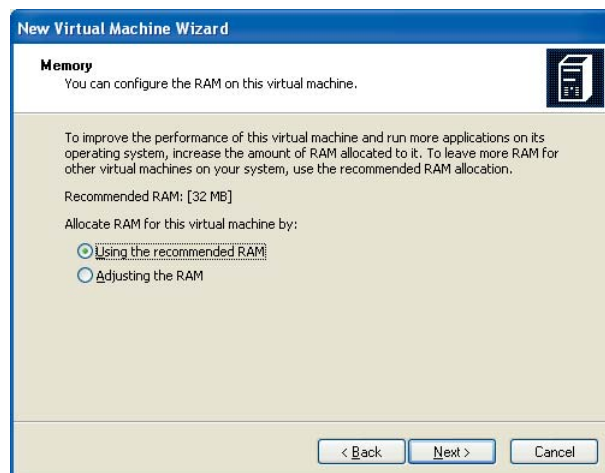 New Virtual Machine Wizard
Memory
You can configure the RAM on this virtual machine.
To improve the performance of this virtual machine and run more applications on its
operating system, increase the amount of RAM allocated to it. To leave more RAM for
other virtual machines on your system, use the recommended RAM allocation.
Recommended RAM: [32 MB]
Allocate RAM for this virtual machine by:
Using the recommended RAM
Adjusting the RAM
< Back Next > Cancel